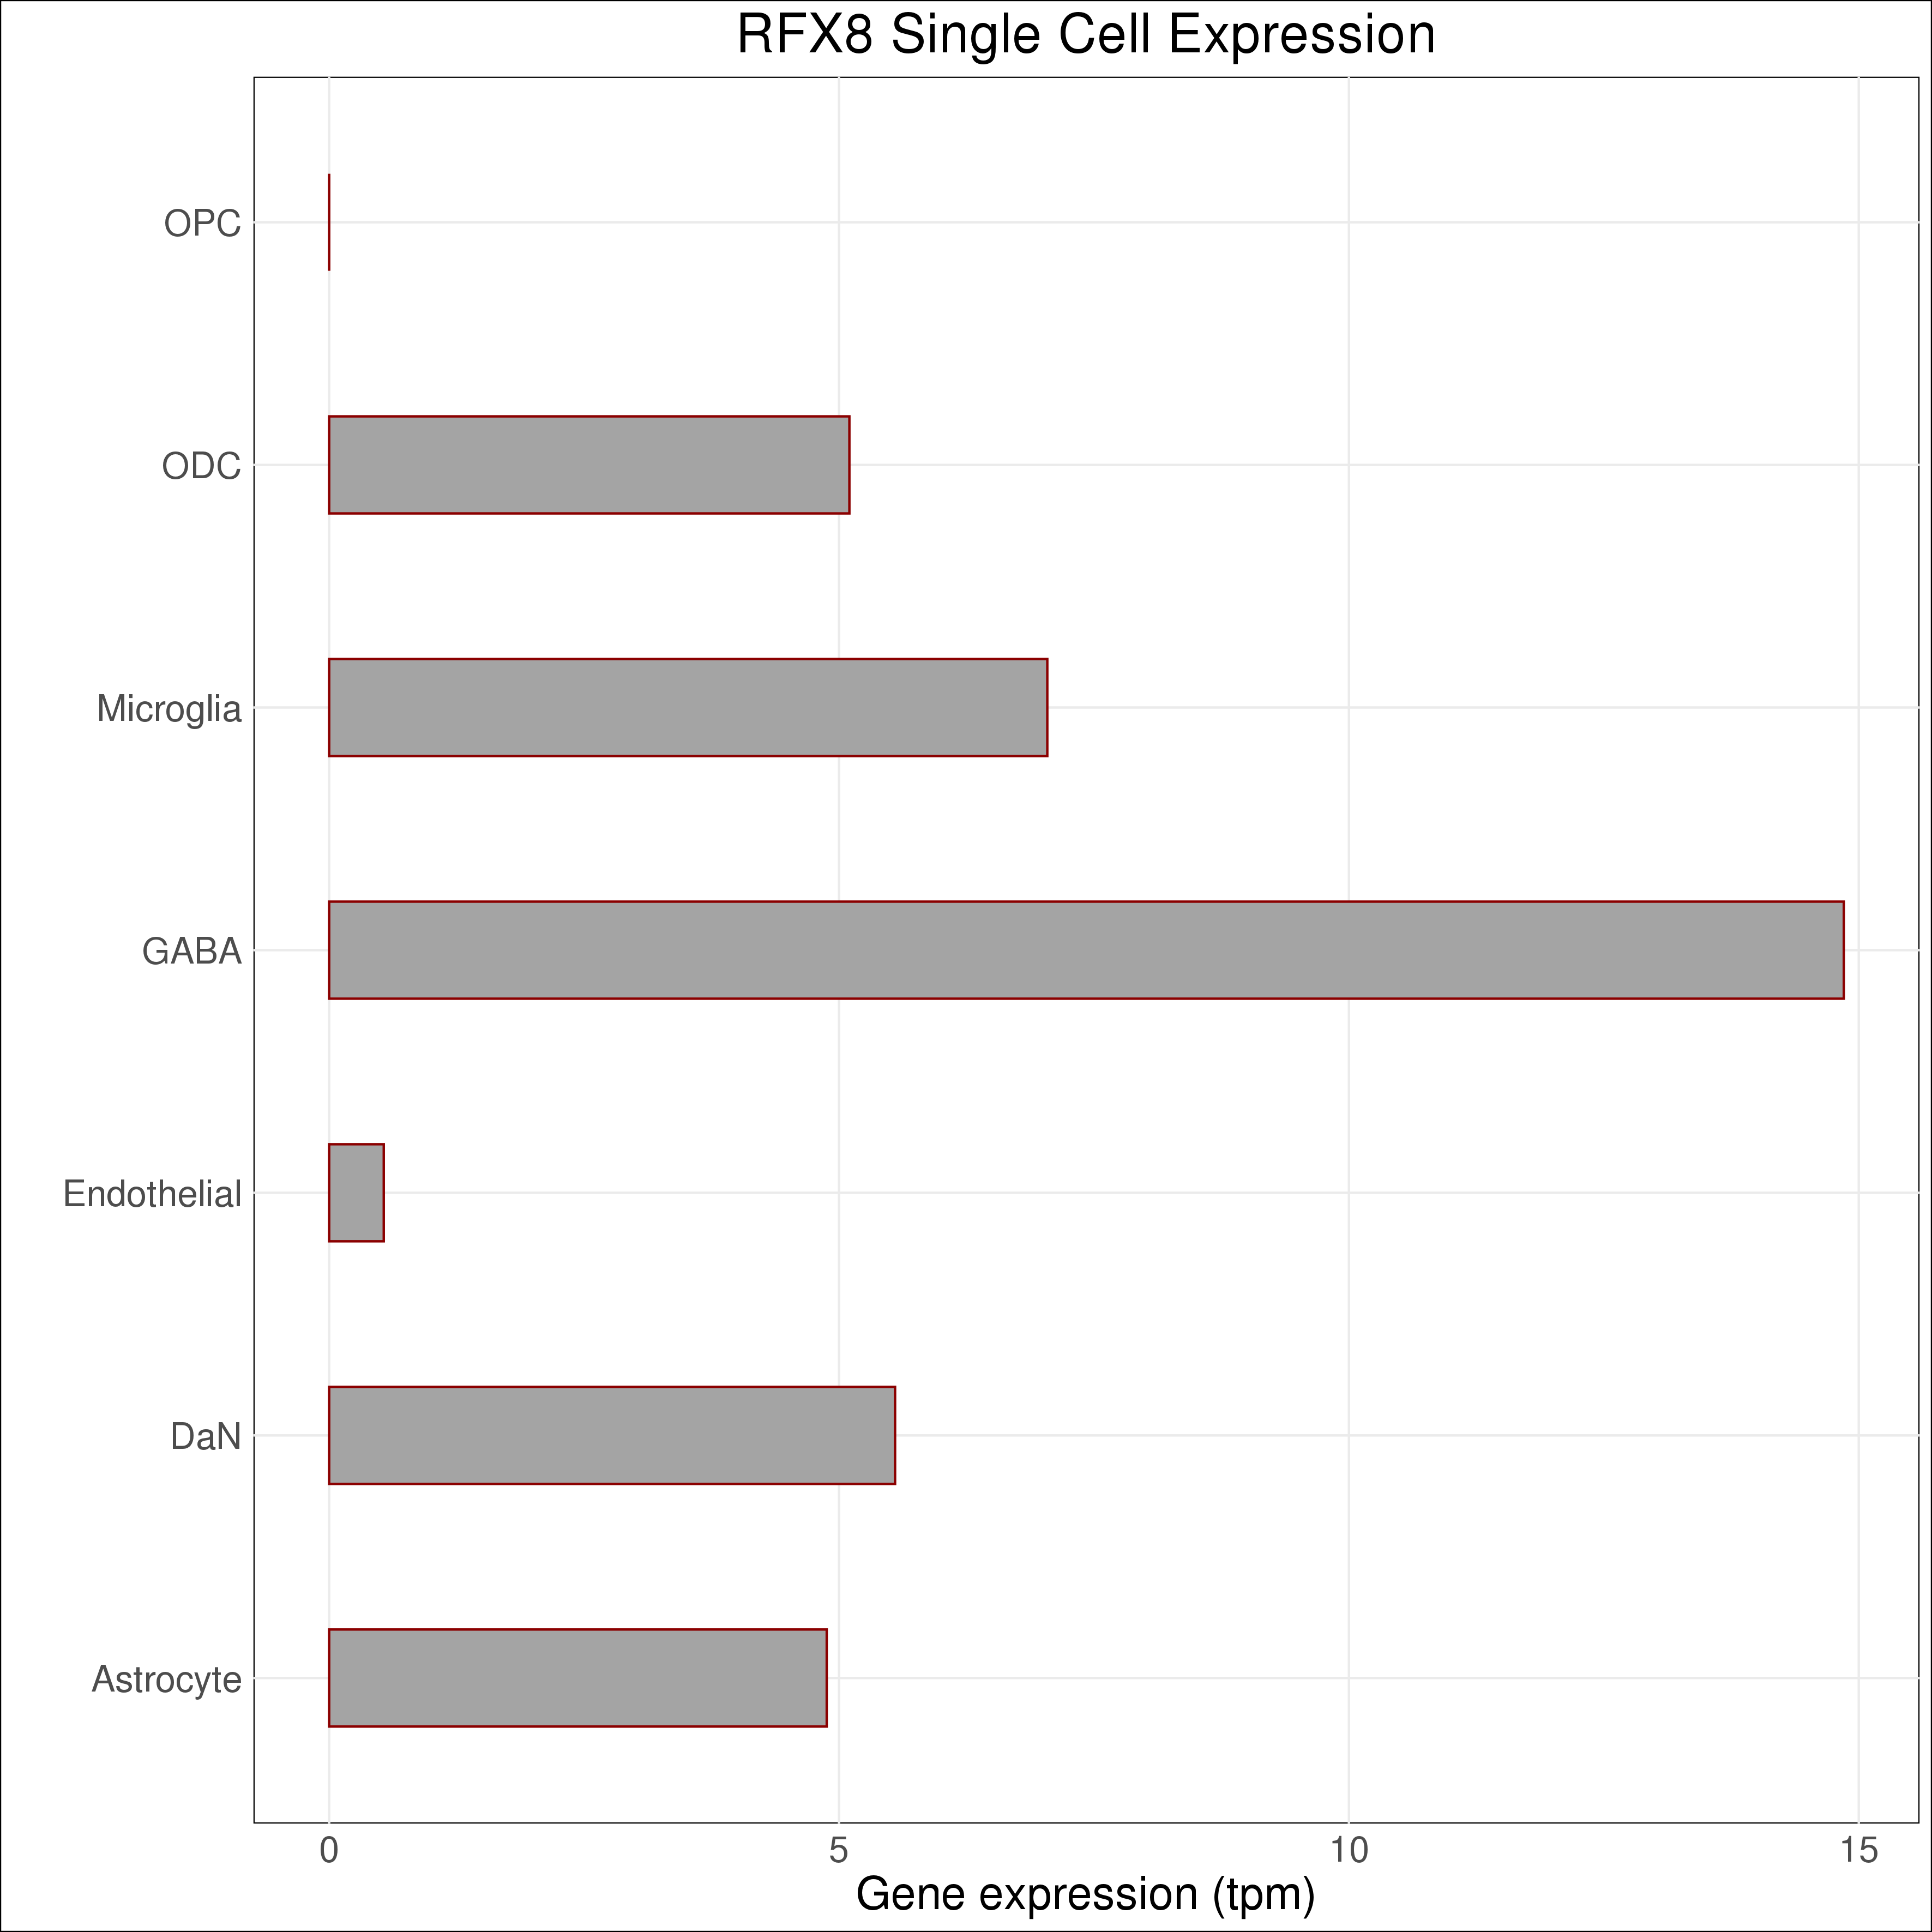 RFX8 Single Cell Expression
OPC
ODC
Microglia
GABA
Endothelial
DaN
Astrocyte
0 5 10 15
Gene expression (tpm)